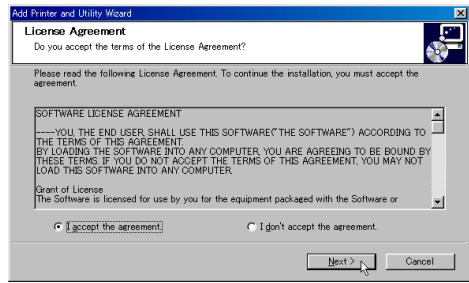 Add Printer and Utility Wizard
License Agreement
Do you accept the terms of the License Agreement?
Please read the following License Agreement. To continue the installation, you must accept the
agreement.
SOFTWARE LICENSE AGREEMENT
----YOU, THE END USER, SHALL USE THIS SOFTWARE("THE SOFTWARE") ACCORDING TO
THE TERMS OF THIS AGREEMENT.
BY LOADING THE SOFTWARE INTO ANY COMPUTER, YOU ARE AGREEING TO BE BOUND BY
THESE TERMS. IF YOU DO NOT ACCEPT THE TERMS OF THIS AGREEMENT, YOU MAY NOT
LOAD THIS SOFTWARE INTO ANY COMPUTER.
Grant of License
The Software is licensed for use by you for the equipment packaged with the Software or
I accept the agreement.
I don't accept the agreement.
Next >
Cancel